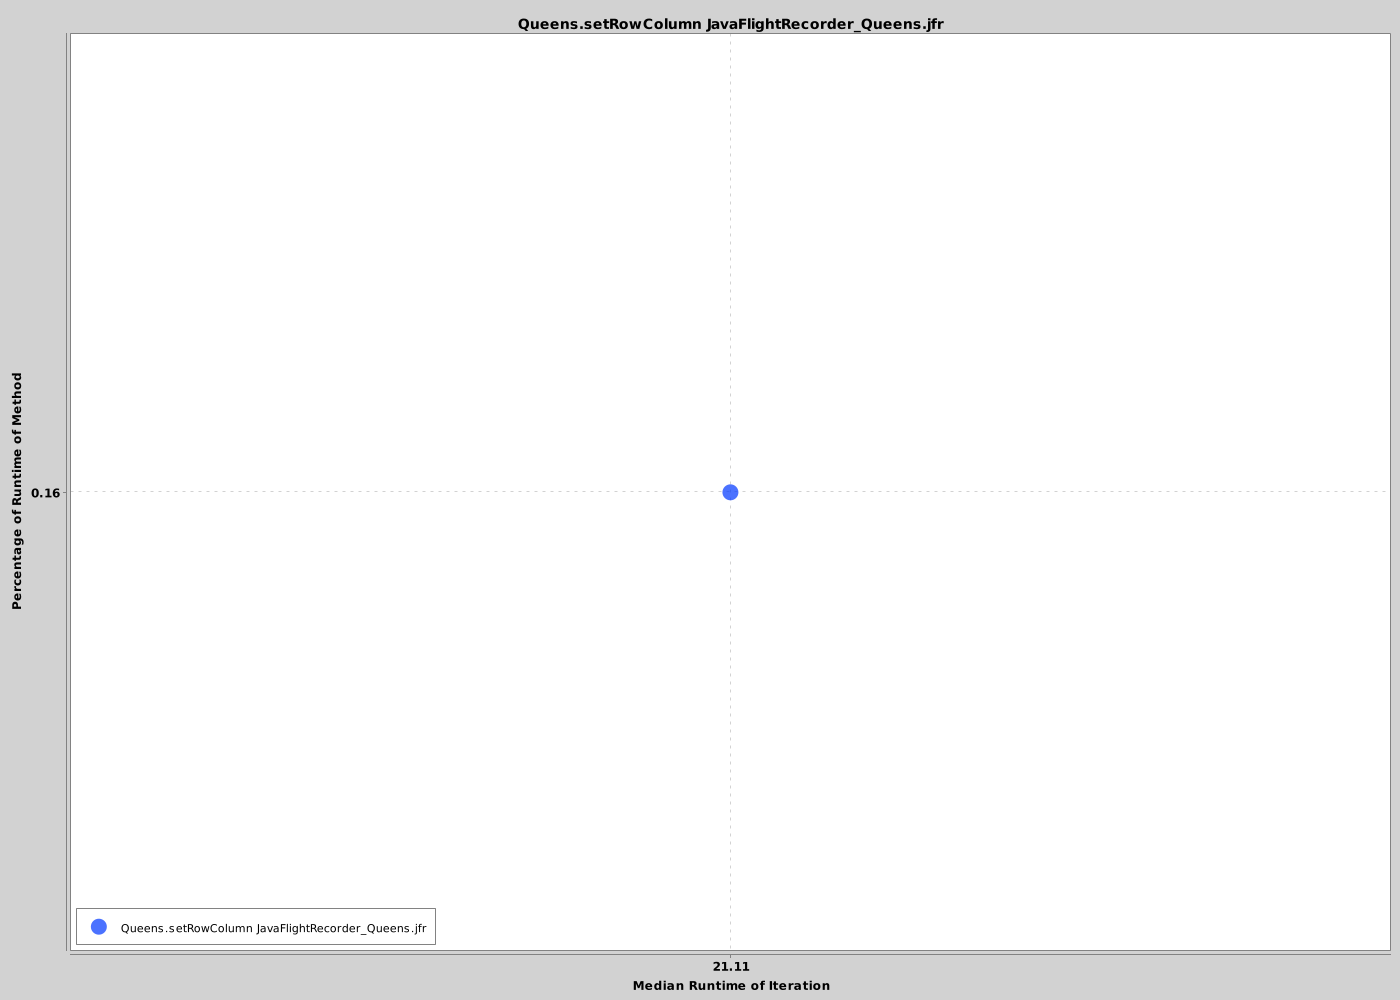 Queens.setRowColumn JavaFlightRecorder_Queens.jfr
Percentage of Runtime of Method
0.16
Queens.setRowColumn JavaFlightRecorder_Queens.jfr
21.11
Median Runtime of Iteration